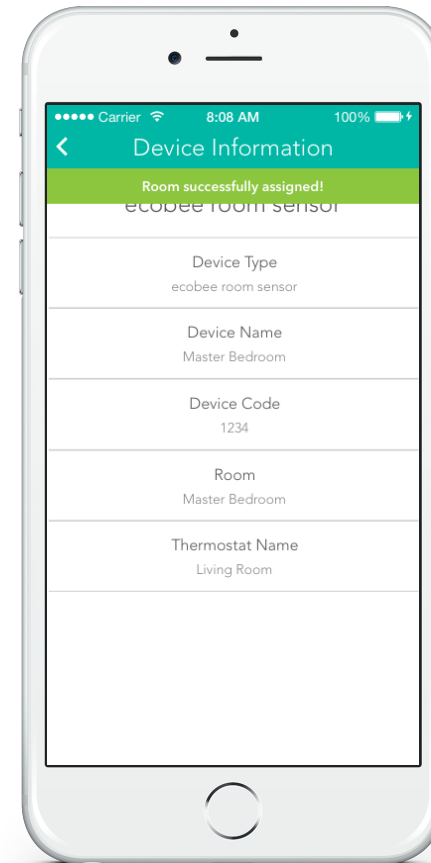 Carrier 8:08 AM 100%
Device Information
Room successfully assigned!
ecobee room sensor
Device Type
ecobee room sensor
Device Name
Master Bedroom
Device Code
1234
Room
Master Bedroom
Thermostat Name
Living Room